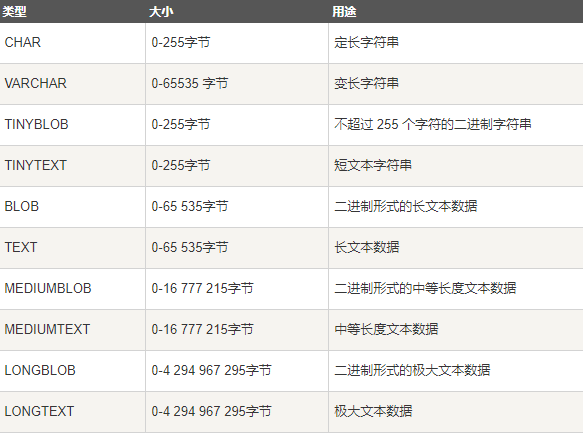 类型 大小 用途
CHAR 0-255字节 定长字符串
VARCHAR 0-65535 字节 变长字符串
TINYBLOB 0-255字节 不超过 255 个字符的二进制字符串
TINYTEXT 0-255字节 短文本字符串
BLOB 0-65 535字节 二进制形式的长文本数据
TEXT 0-65 535字节 长文本数据
MEDIUMBLOB 0-16 777 215字节 二进制形式的中等长度文本数据
MEDIUMTEXT 0-16 777 215字节 中等长度文本数据
LONGBLOB 0-4 294 967 295字节 二进制形式的极大文本数据
LONGTEXT 0-4 294 967 295字节 极大文本数据